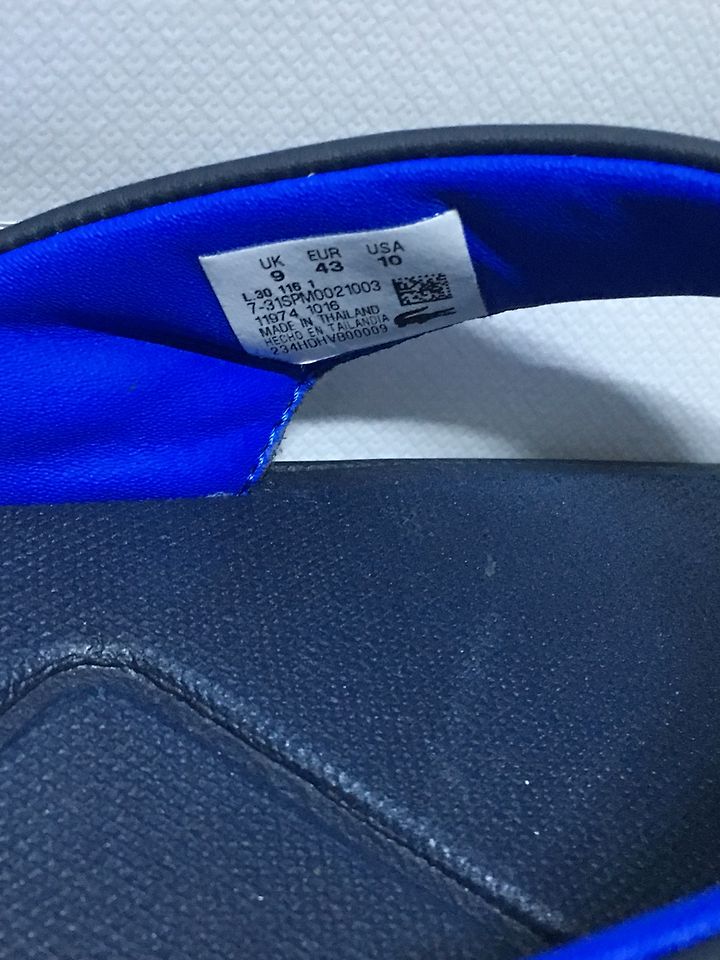 UK EUR USA
9 43 10
L.30 116 1
7-31SPM0021003
11974 1016
MADE IN THAILAND
HECHO EN TAILANDIA
234HDHVB00009